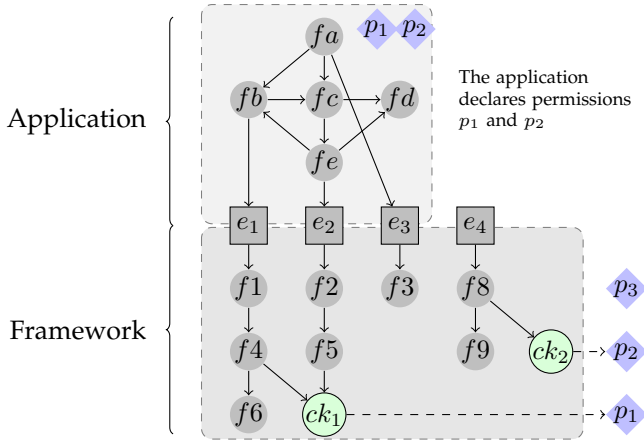 fa p1 p2
Application
fb fc fd
The application
declares permissions
p1 and p2
fe
e1 e2 e3 e4
f1 f2 f3 f8 p3
Framework
f4 f5 f9 ck2 p2
f6 ck1 p1